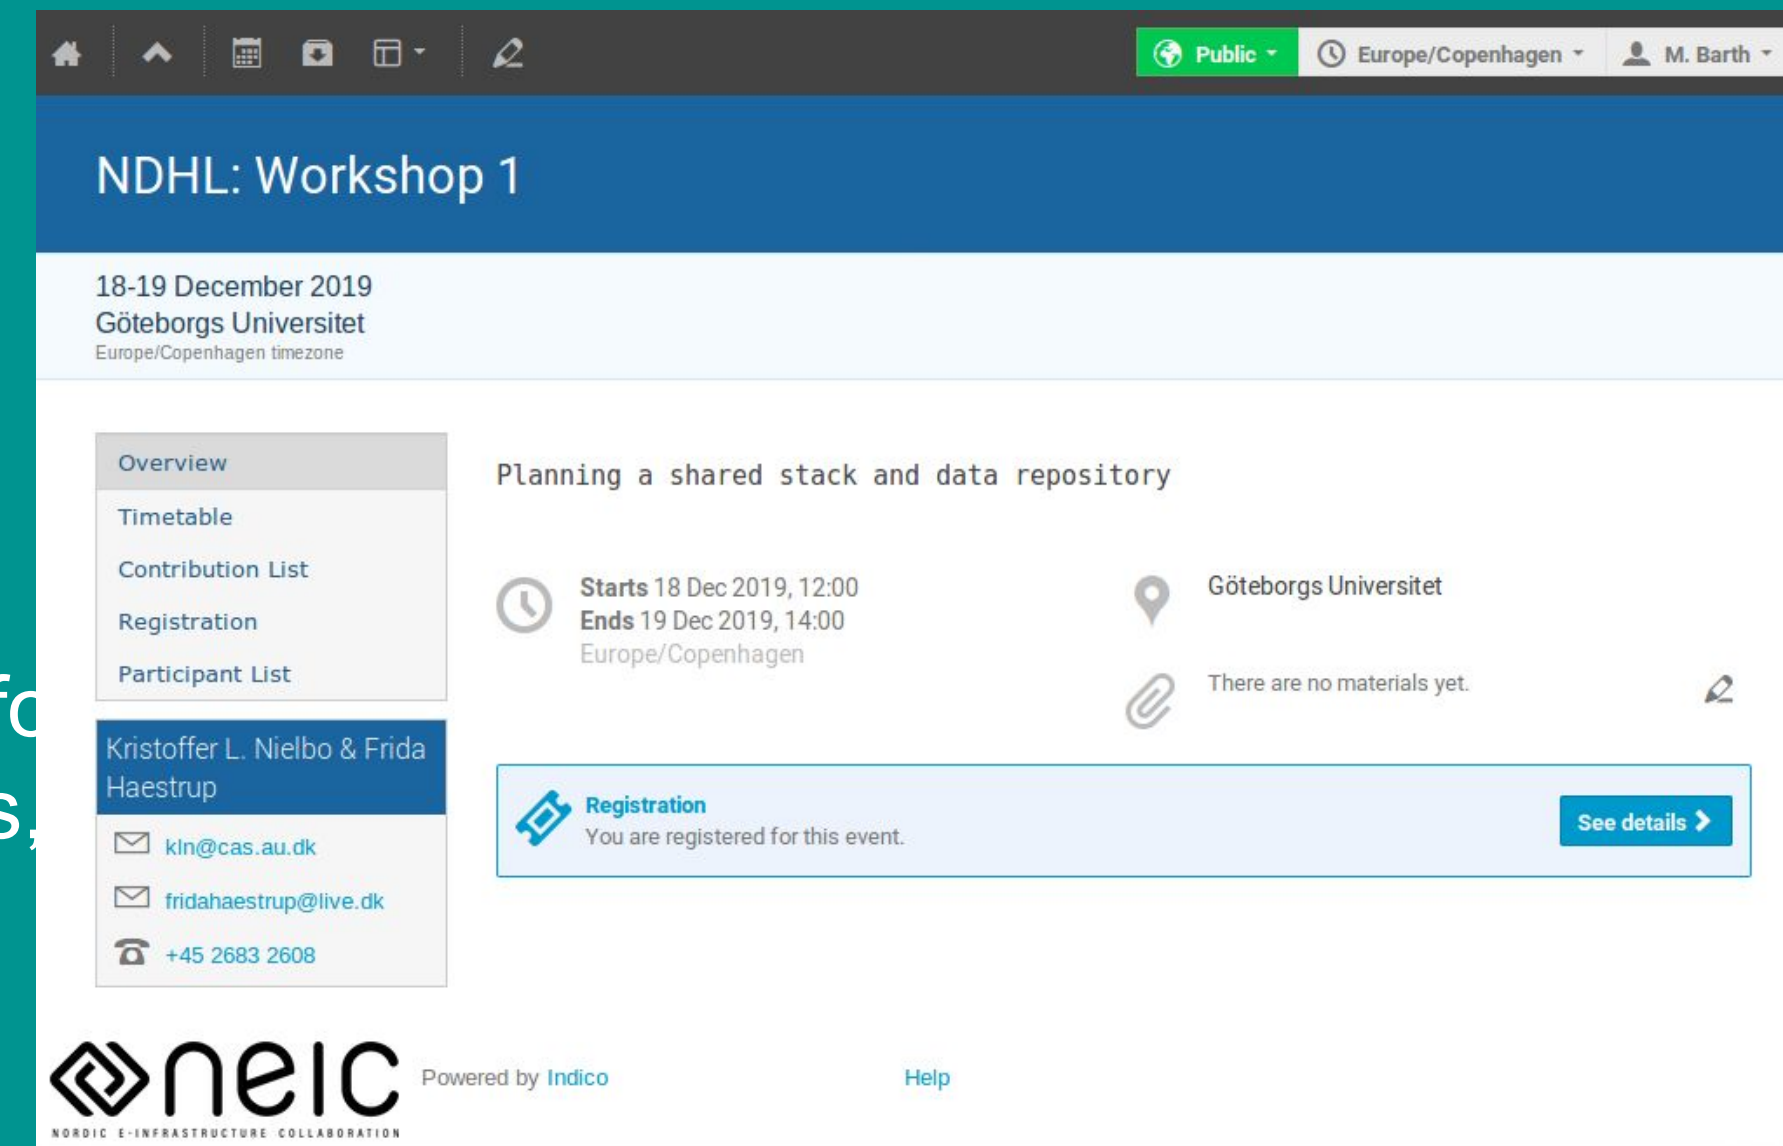 Public
Europe/Copenhagen
M. Barth
NDHL: Workshop 1
18-19 December 2019
Göteborgs Universitet
Europe/Copenhagen timezone
Overview
Timetable
Contribution List
Registration
Participant List
Kristoffer L. Nielbo & Frida
Haestrup
kln@cas.au.dk
fridahaestrup@live.dk
+45 2683 2608
Planning a shared stack and data repository
Starts 18 Dec 2019, 12:00
Ends 19 Dec 2019, 14:00
Europe/Copenhagen
Göteborgs Universitet
There are no materials yet.
Registration
You are registered for this event.
See details
neic
NORDIC E-INFRASTRUCTURE COLLABORATION
Powered by Indico
Help